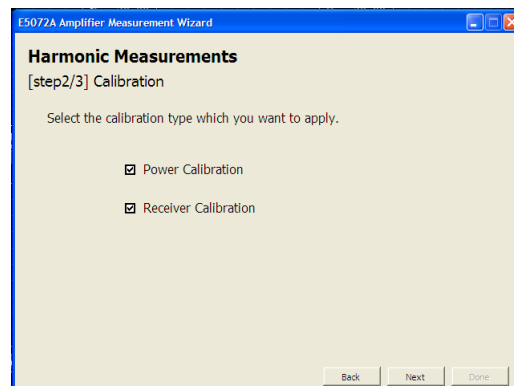 E5072A Amplifier Measurement Wizard
Harmonic Measurements
[step2/3] Calibration
Select the calibration type which you want to apply.
Power Calibration
Receiver Calibration
Back Next Done